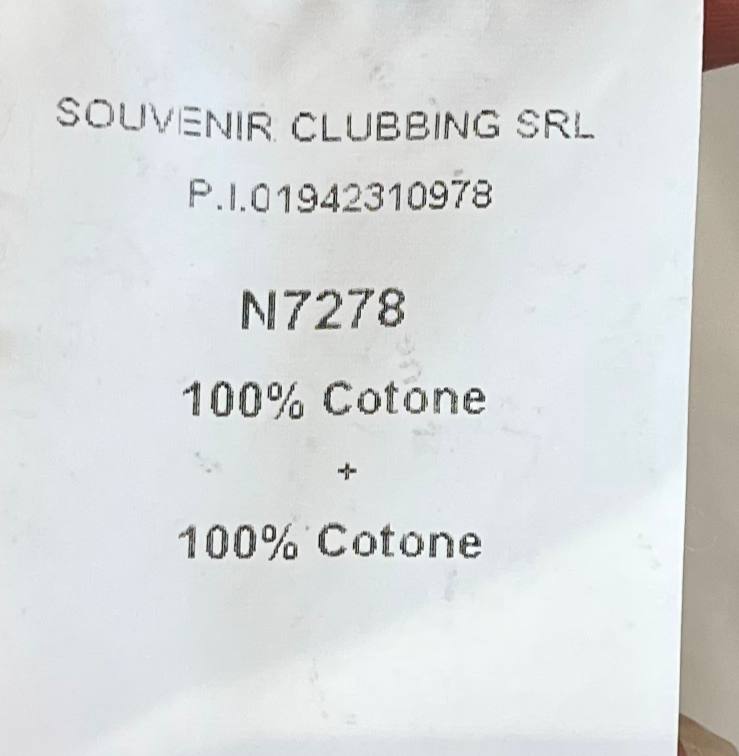 SOUVENIR CLUBBING SRL
P.I.01942310978
N7278
100% Cotone
+
100% Cotone